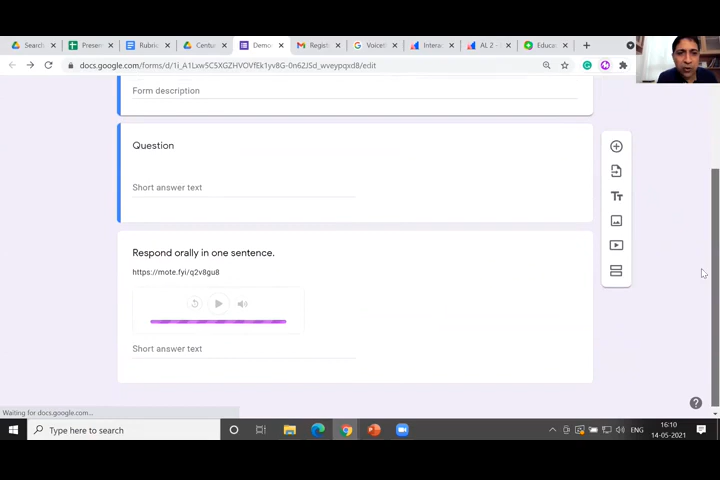 Search
Presen
Rubric
Centur
Demo
Regist
Voicet
Interac
AL 2 -
Educa
docs.google.com/forms/d/1i_A1Lxw5C5XGZHVOVfEk1yv8G-0n62JSd_wveypqxd8/edit
Form description
Question
Short answer text
Respond orally in one sentence.
https://mote.fyi/q2v8gu8
Short answer text
Waiting for docs.google.com...
Type here to search
ENG
16:10
14-05-2021